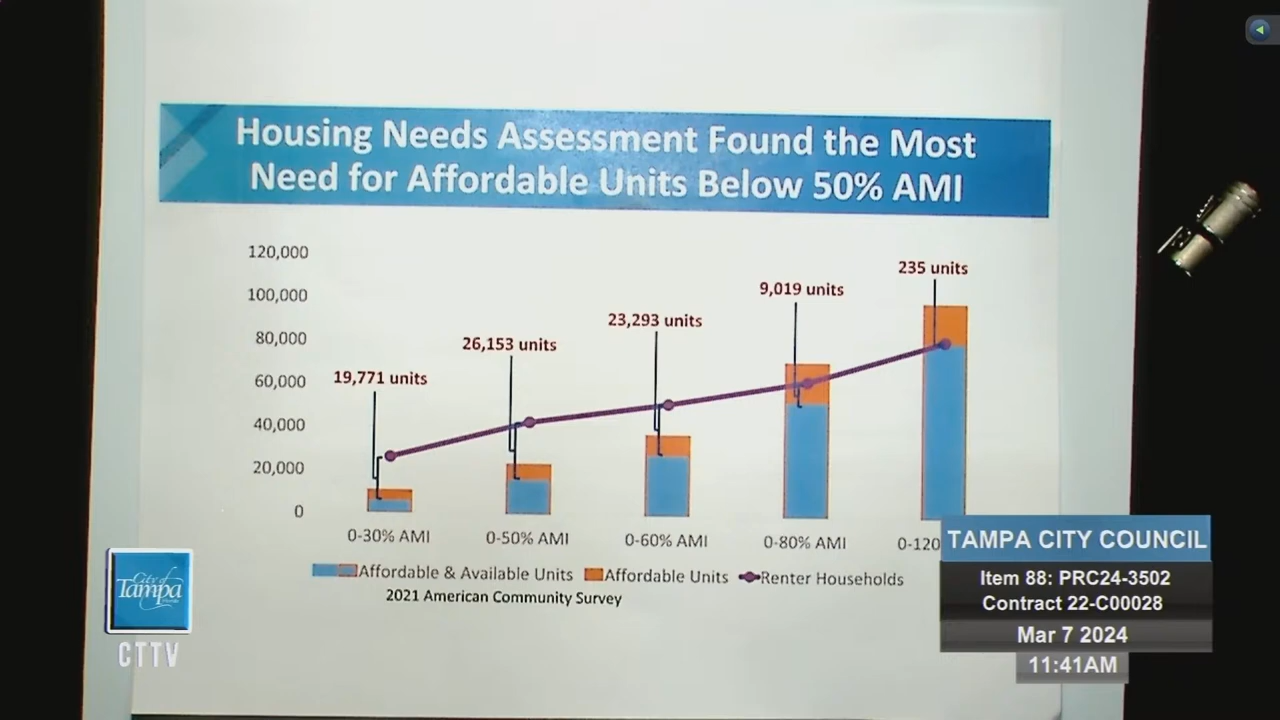 Housing Needs Assessment Found the Most
Need for Affordable Units Below 50% AMI
120,000
100,000
80,000
60,000
40,000
20,000
0
19,771 units
26,153 units
23,293 units
9,019 units
235 units
0-30% AMI
0-50% AMI
0-60% AMI
0-80% AMI
0-120
Affordable & Available Units
Affordable Units
Renter Households
2021 American Community Survey
City of
Tampa
CTTV
TAMPA CITY COUNCIL
Item 88: PRC24-3502
Contract 22-C00028
Mar 7 2024
11:41AM